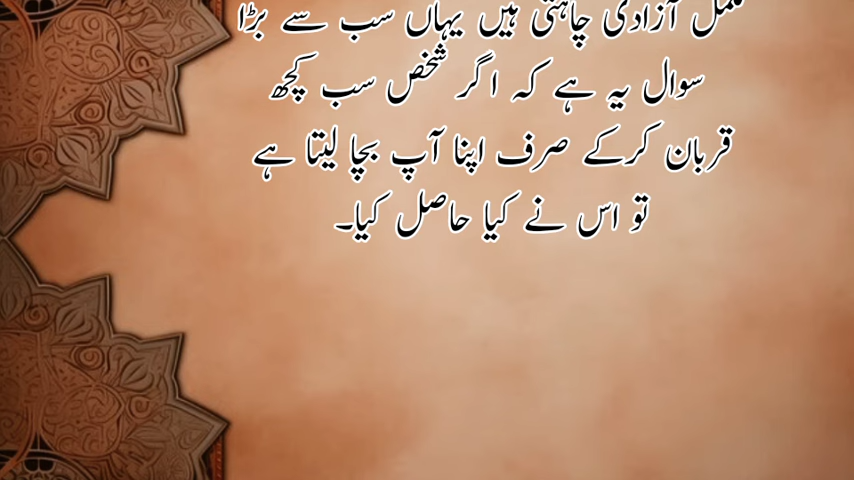 مکمل آزادی چاہتی ہیں یہاں سب سے بڑا
سوال یہ ہے کہ اگر شخص سب کچھ
قربان کرکے صرف اپنا آپ بچا لیتا ہے
تو اس نے کیا حاصل کیا۔